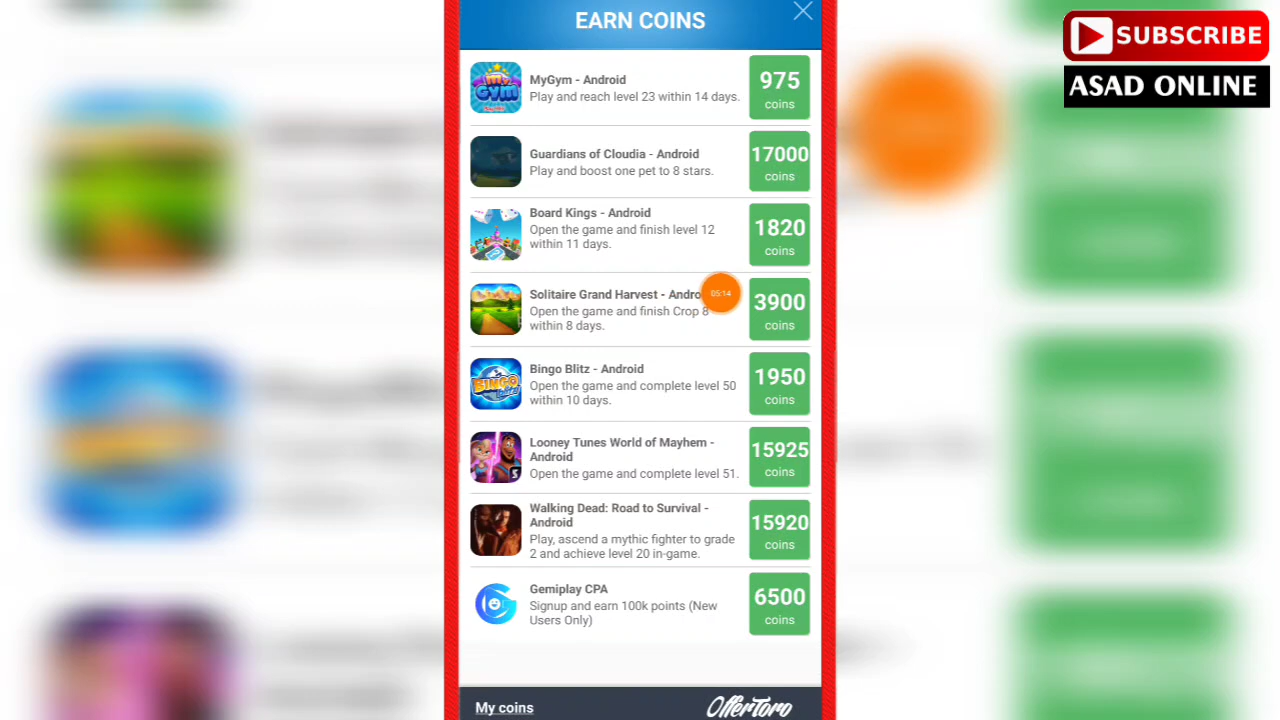 EARN COINS
SUBSCRIBE
ASAD ONLINE
MyGym - Android
Play and reach level 23 within 14 days.
975
coins
Guardians of Cloudia - Android
Play and boost one pet to 8 stars.
17000
coins
Board Kings - Android
Open the game and finish level 12
within 11 days.
1820
coins
Solitaire Grand Harvest - Andro
05:14
Open the game and finish Crop 8
within 8 days.
3900
coins
Bingo Blitz - Android
Open the game and complete level 50
within 10 days.
1950
coins
Looney Tunes World of Mayhem -
Android
Open the game and complete level 51.
15925
coins
Walking Dead: Road to Survival -
Android
Play, ascend a mythic fighter to grade
2 and achieve level 20 in-game.
15920
coins
Gemiplay CPA
Signup and earn 100k points (New
Users Only)
6500
coins
My coins
OfferToro